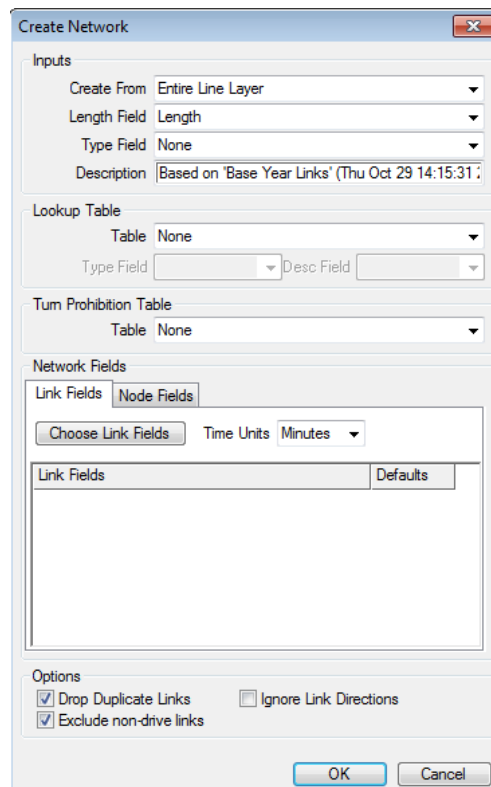 Create Network
Inputs
Create From Entire Line Layer
Length Field Length
Type Field None
Description Based on 'Base Year Links' (Thu Oct 29 14:15:31
Lookup Table
Table None
Type Field Desc Field
Turn Prohibition Table
Table None
Network Fields
Link Fields Node Fields
Choose Link Fields Time Units Minutes
Link Fields Defaults
Options
Drop Duplicate Links Ignore Link Directions
Exclude non-drive links
OK Cancel